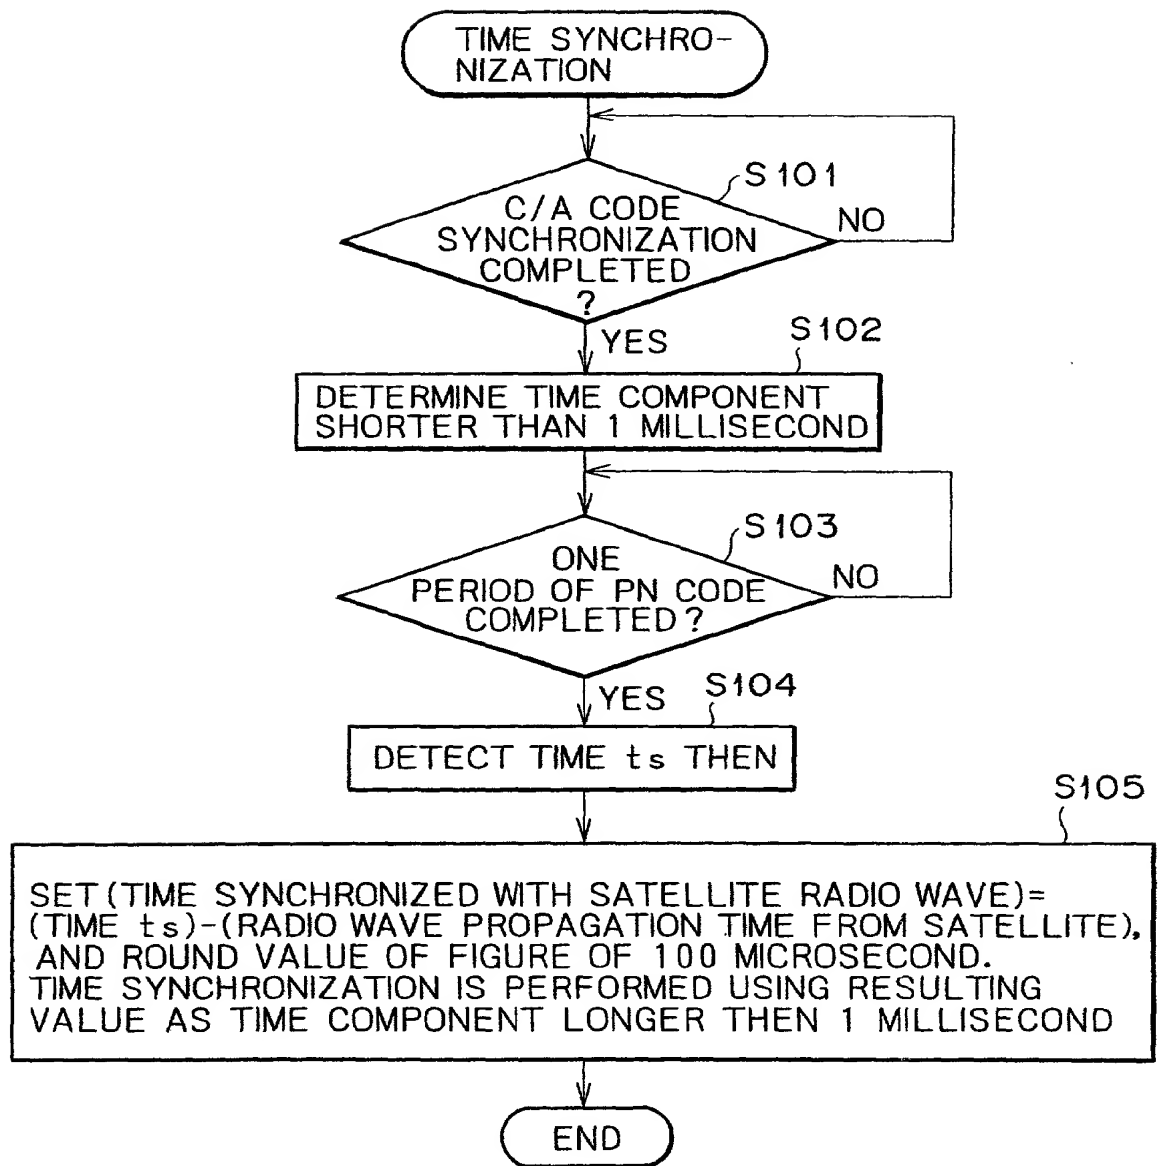 TIME SYNCHRO-
NIZATION
S101
C/A CODE
SYNCHRONIZATION
COMPLETED
?
NO
YES
S102
DETERMINE TIME COMPONENT
SHORTER THAN 1 MILLISECOND
S103
ONE
PERIOD OF PN CODE
COMPLETED?
NO
YES
S104
DETECT TIME ts THEN
S105
SET (TIME SYNCHRONIZED WITH SATELLITE RADIO WAVE)=
(TIME ts)-(RADIO WAVE PROPAGATION TIME FROM SATELLITE),
AND ROUND VALUE OF FIGURE OF 100 MICROSECOND.
TIME SYNCHRONIZATION IS PERFORMED USING RESULTING
VALUE AS TIME COMPONENT LONGER THEN 1 MILLISECOND
END